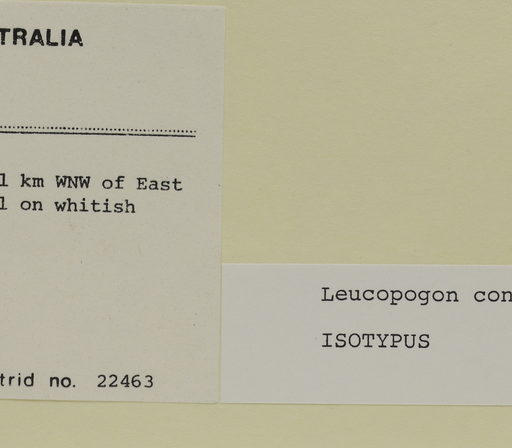 TRALIA
1 km WNW of East
l on whitish
trid no. 22463
Leucopogon con
ISOTYPUS